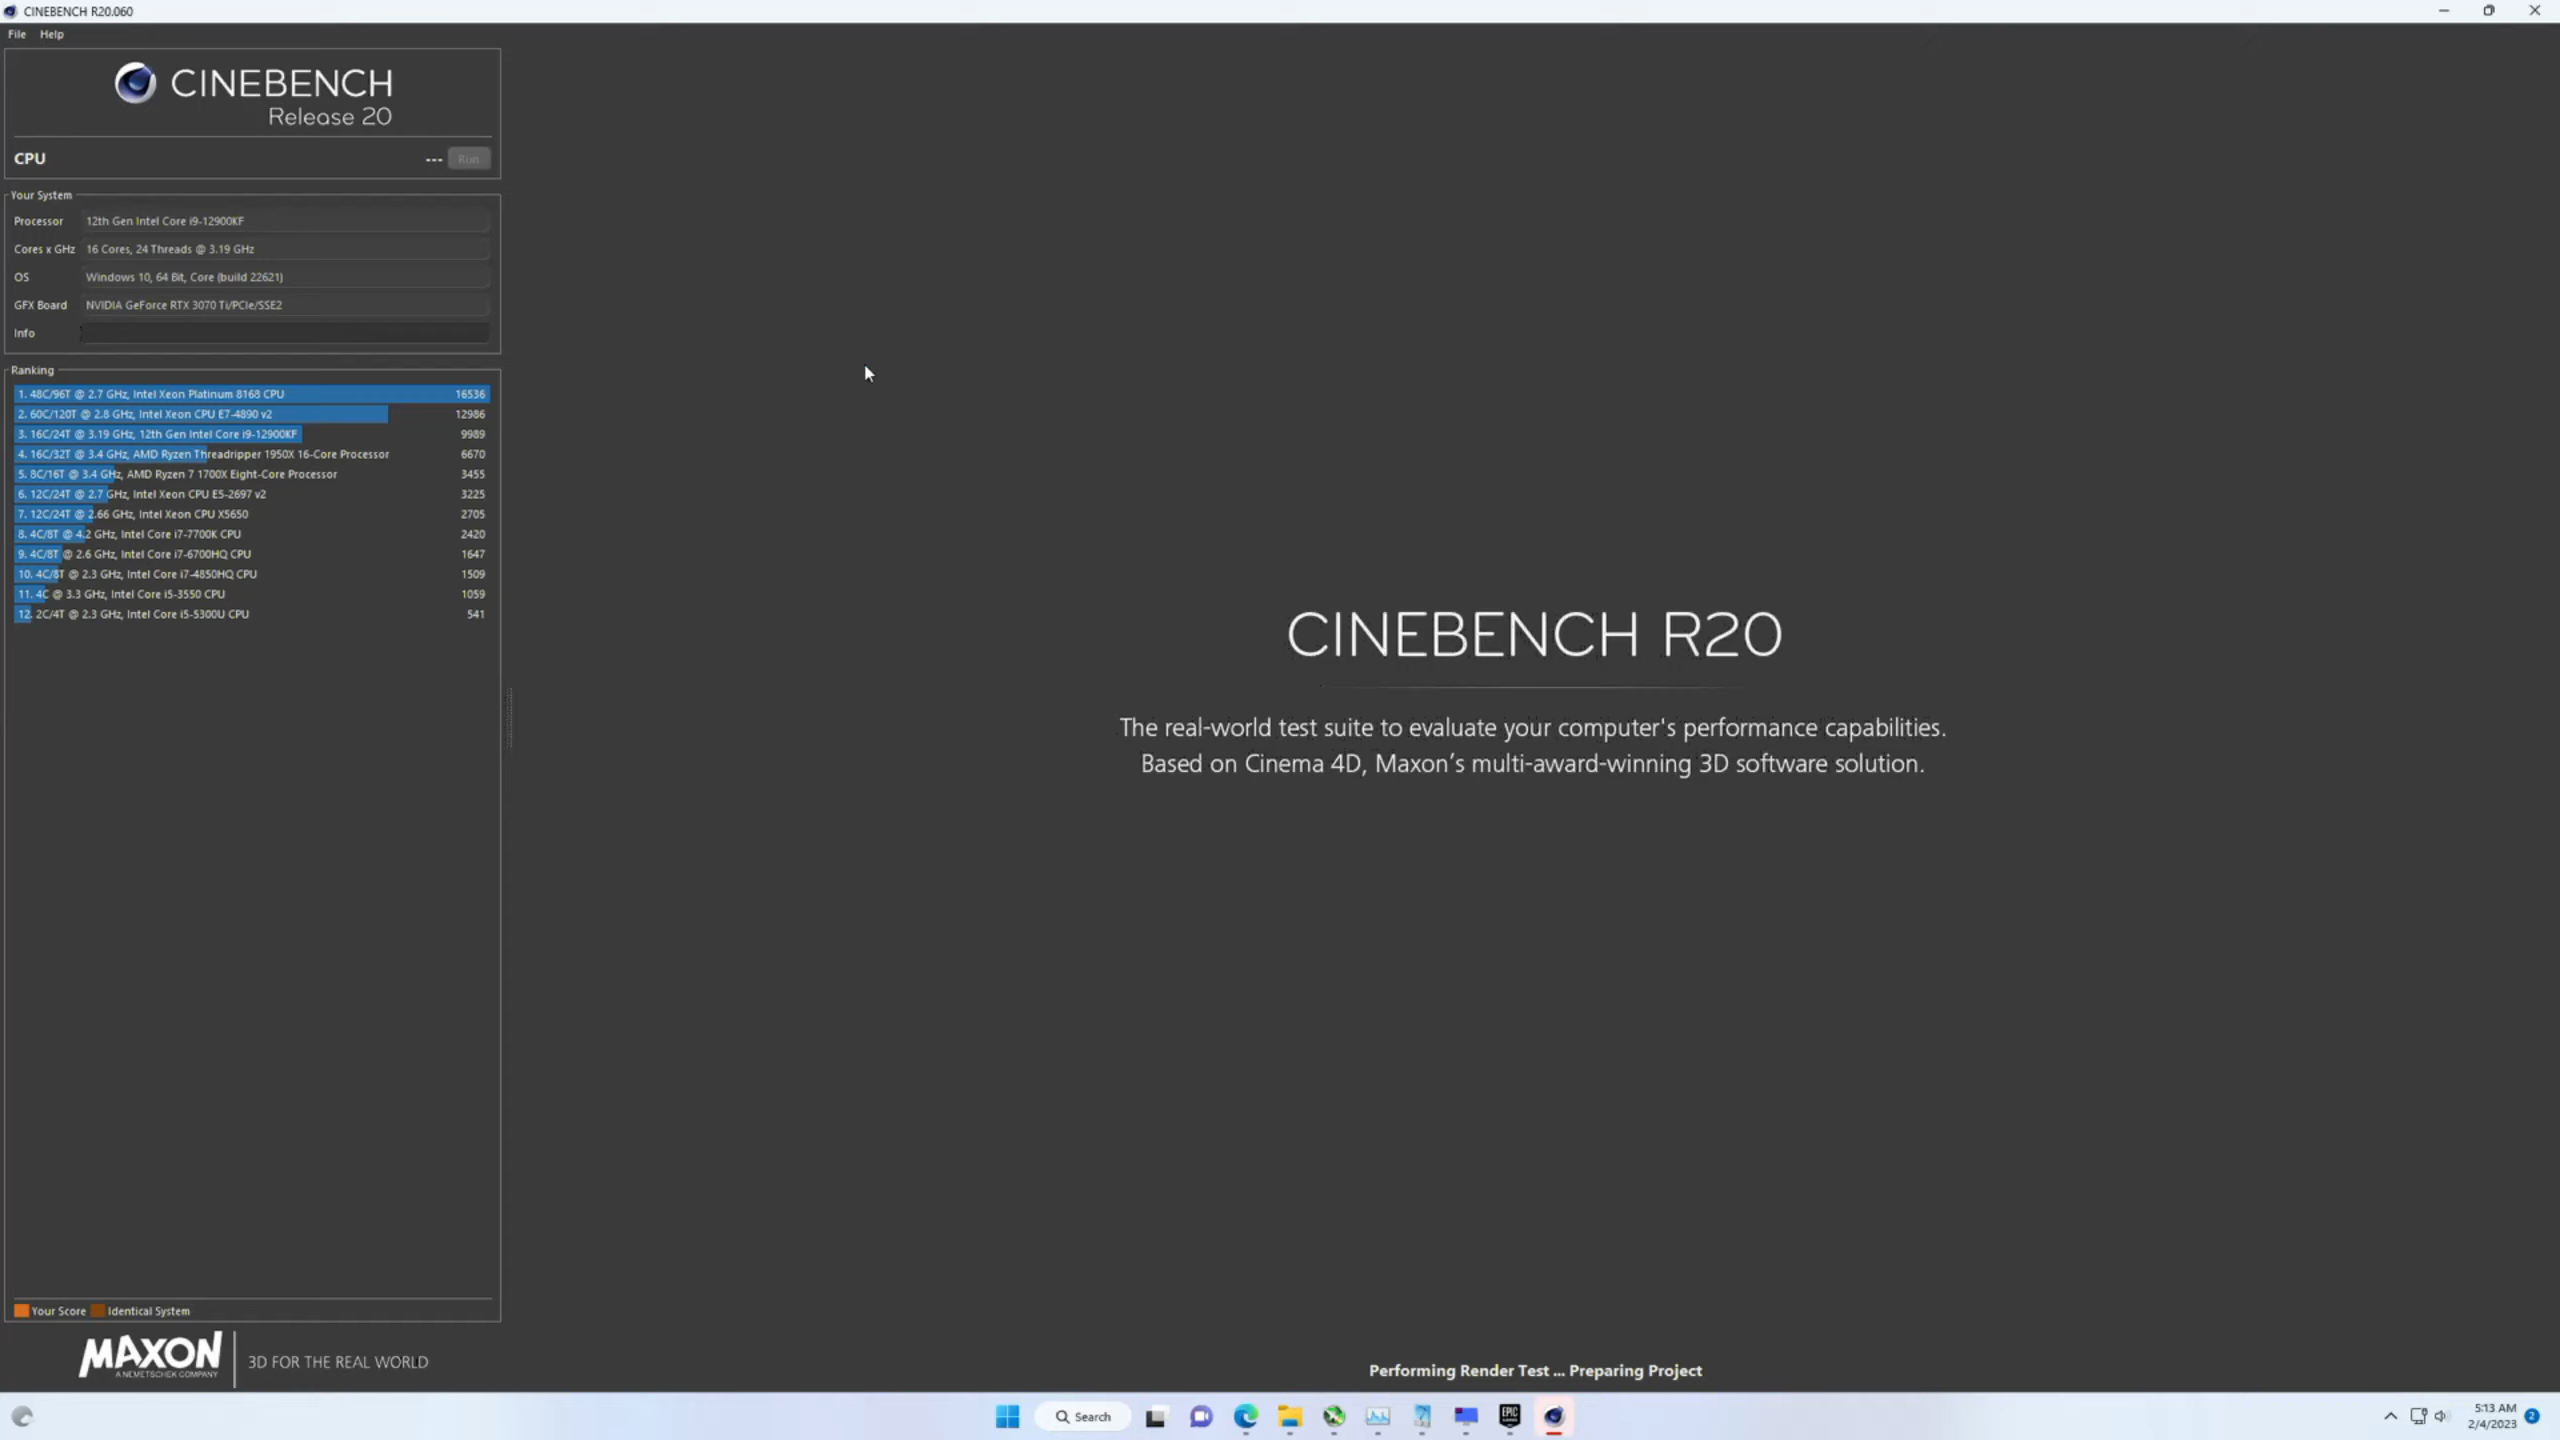 CINEBENCH R20.060
File Help
CINEBENCH
Release 20
CPU --- Run
Your System
Processor 12th Gen Intel Core i9-12900KF
Cores x GHz 16 Cores, 24 Threads @ 3.19 GHz
OS Windows 10, 64 Bit, Core (build 22621)
GFX Board NVIDIA GeForce RTX 3070 Ti/PCIe/SSE2
Info
Ranking
1. 48C/96T @ 2.7 GHz, Intel Xeon Platinum 8168 CPU 16536
2. 60C/120T @ 2.8 GHz, Intel Xeon CPU E7-4890 v2 12986
3. 16C/24T @ 3.19 GHz, 12th Gen Intel Core i9-12900KF 9989
4. 16C/32T @ 3.4 GHz, AMD Ryzen Threadripper 1950X 16-Core Processor 6670
5. 8C/16T @ 3.4 GHz, AMD Ryzen 7 1700X Eight-Core Processor 3455
6. 12C/24T @ 2.7 GHz, Intel Xeon CPU E5-2697 v2 3225
7. 12C/24T @ 2.66 GHz, Intel Xeon CPU X5650 2705
8. 4C/8T @ 4.2 GHz, Intel Core i7-7700K CPU 2420
9. 4C/8T @ 2.6 GHz, Intel Core i7-6700HQ CPU 1647
10. 4C/8T @ 2.3 GHz, Intel Core i7-4850HQ CPU 1509
11. 4C @ 3.3 GHz, Intel Core i5-3550 CPU 1059
12. 2C/4T @ 2.3 GHz, Intel Core i5-5300U CPU 541
CINEBENCH R20
The real-world test suite to evaluate your computer's performance capabilities.
Based on Cinema 4D, Maxon’s multi-award-winning 3D software solution.
Your Score Identical System
MAXON
A NEMETSCHEK COMPANY
3D FOR THE REAL WORLD
Performing Render Test ... Preparing Project
Search
EPIC
5:13 AM
2/4/2023
2